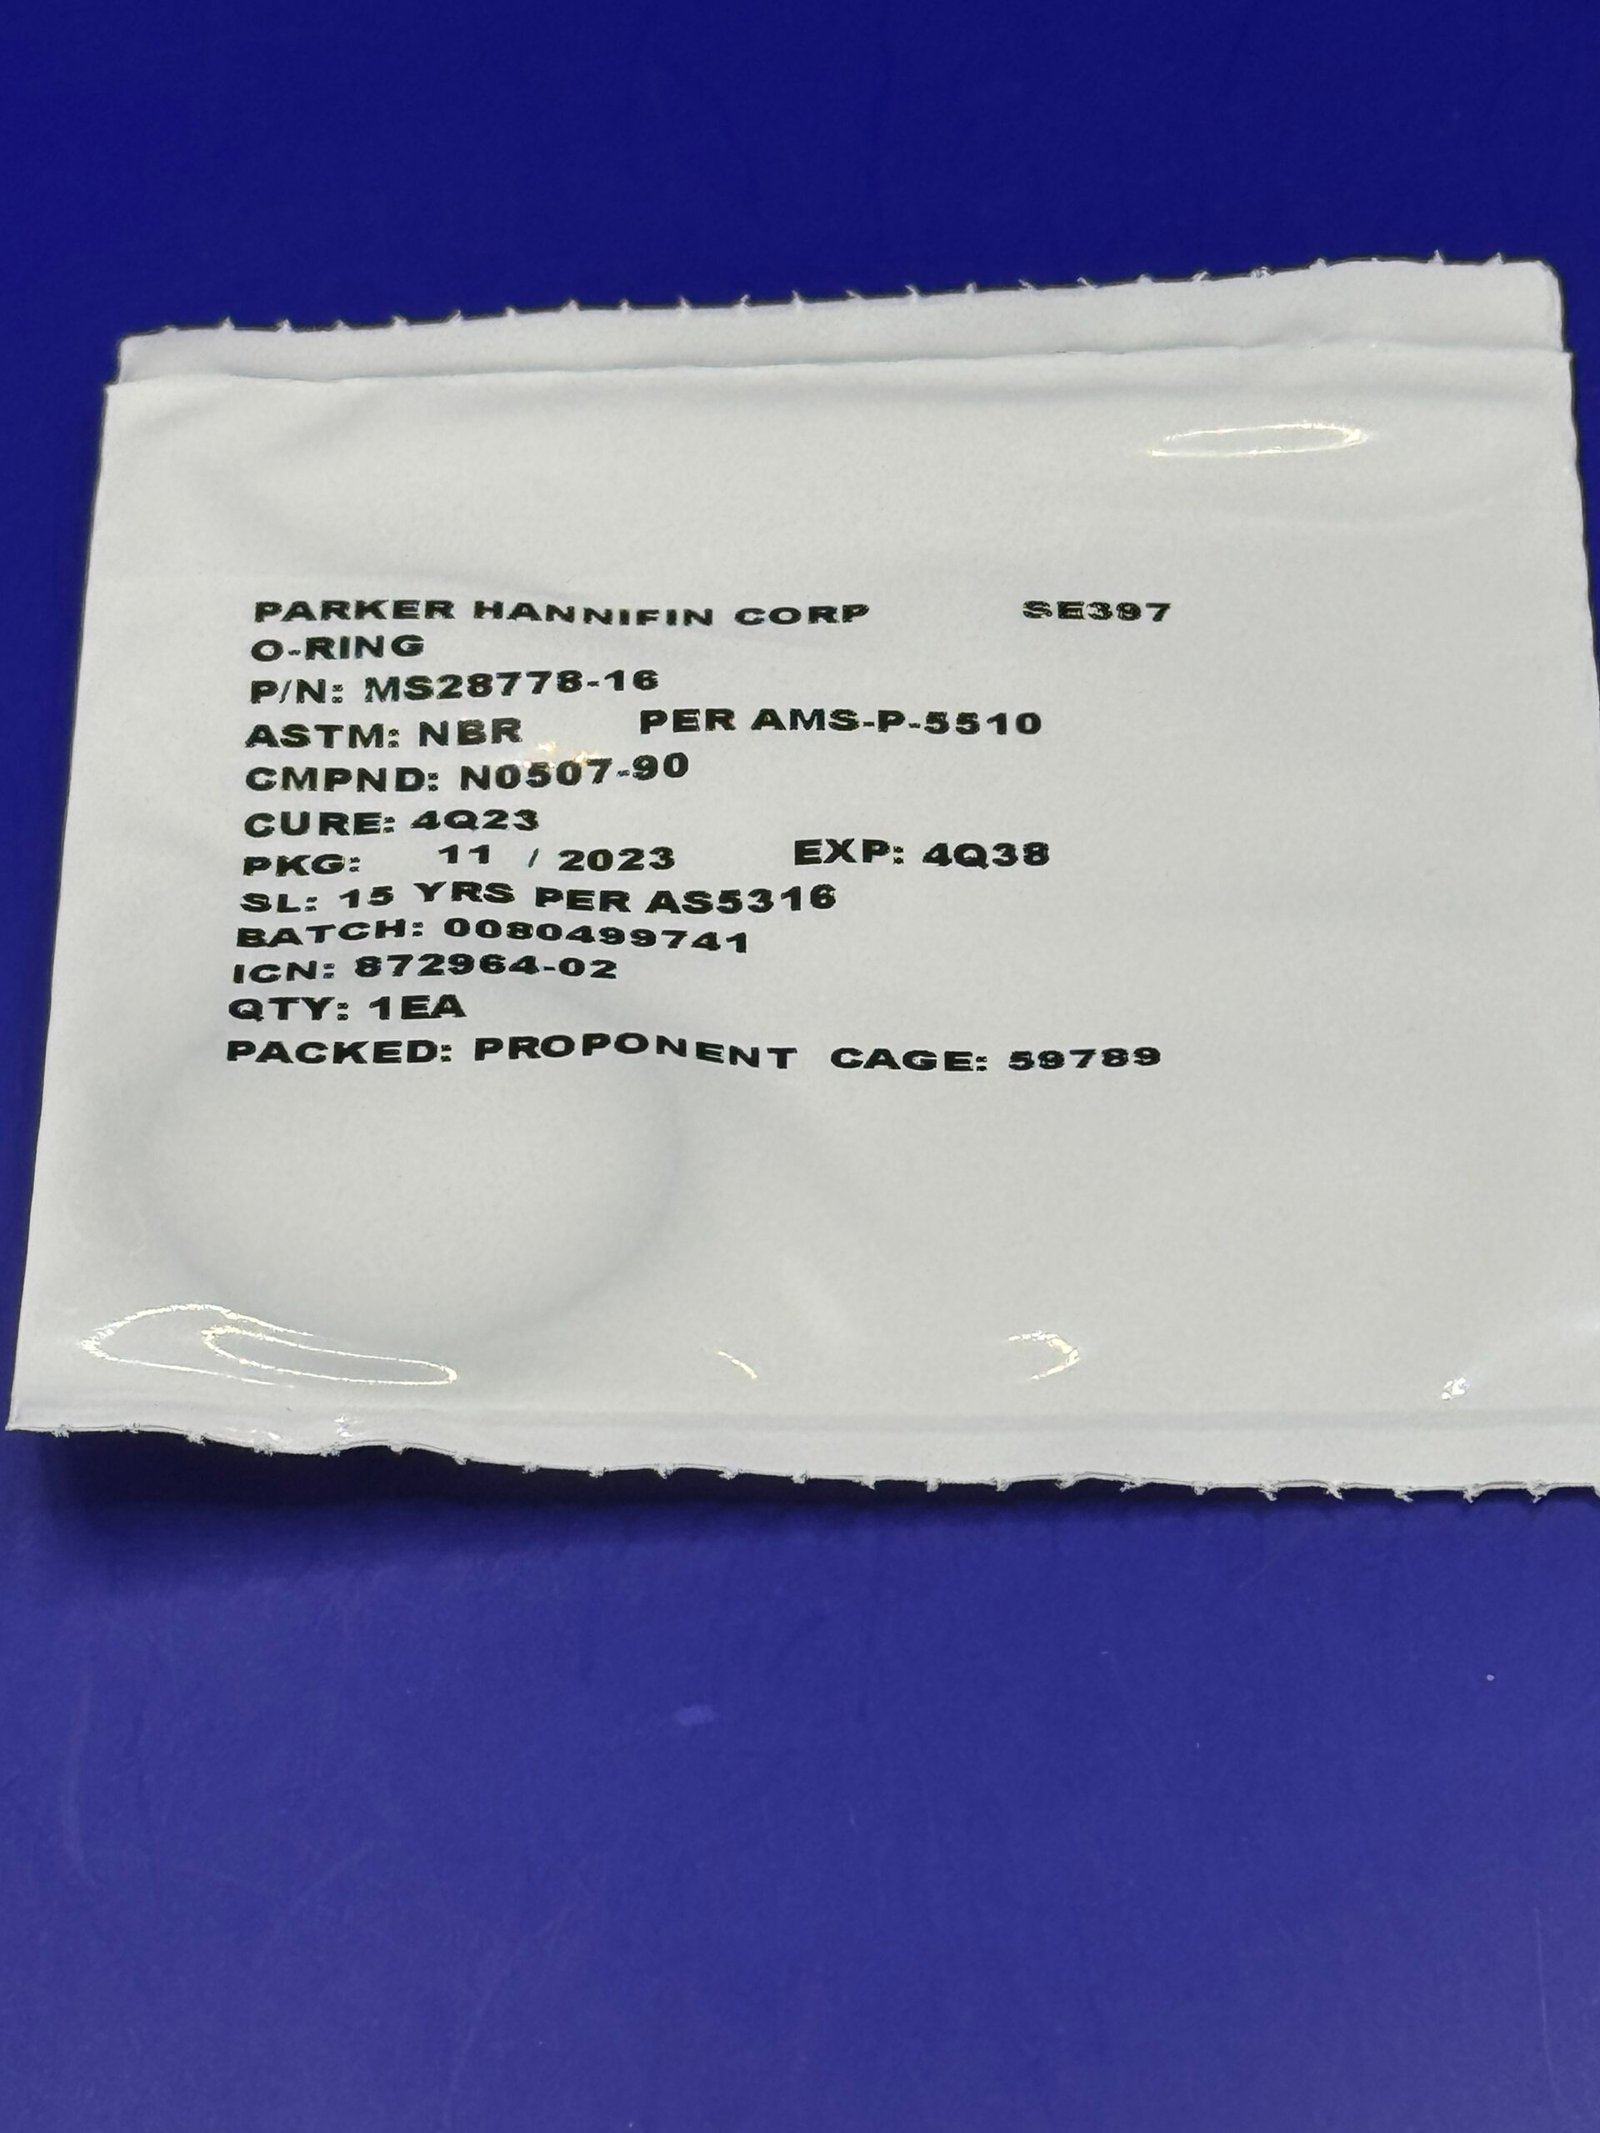 PARKER HANNIFIN CORP SE397
O-RING
P/N: MS28778-16
ASTM: NBR PER AMS-P-5510
CMPND: N0507-90
CURE: 4Q23
PKG: 11 / 2023 EXP: 4Q38
SL: 15 YRS PER AS5316
BATCH: 0080499741
ICN: 872964-02
QTY: 1EA
PACKED: PROPONENT CAGE: 59789